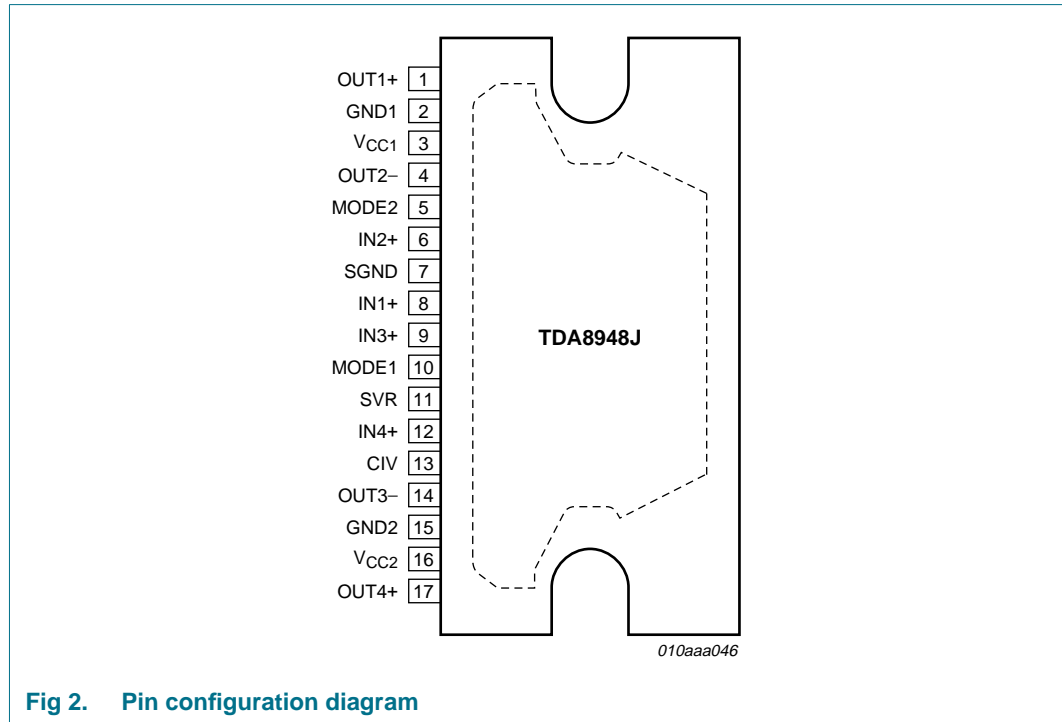 OUT1+ 1
GND1 2
VCC1 3
OUT2− 4
MODE2 5
IN2+ 6
SGND 7
IN1+ 8
IN3+ 9
MODE1 10
SVR 11
IN4+ 12
CIV 13
OUT3− 14
GND2 15
VCC2 16
OUT4+ 17
TDA8948J
010aaa046
Fig 2. Pin configuration diagram